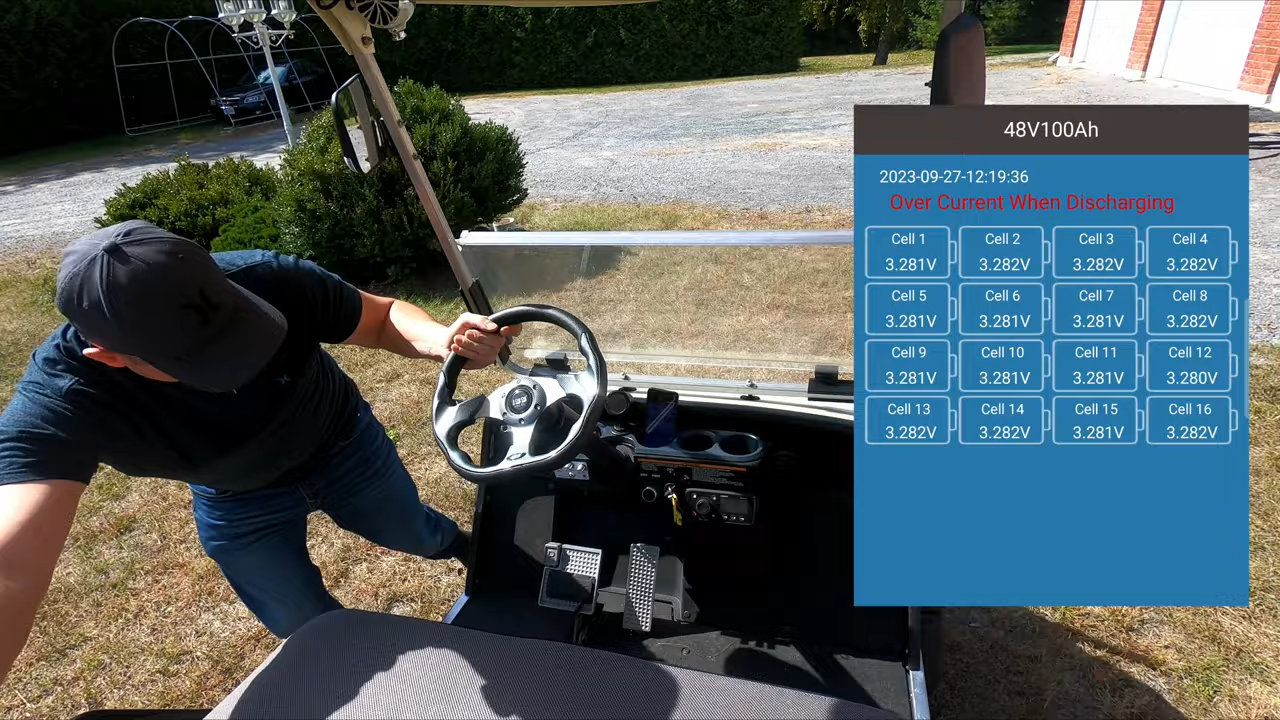 48V100Ah
2023-09-27-12:19:36
Over Current When Discharging
Cell 1 Cell 2 Cell 3 Cell 4
3.281V 3.282V 3.282V 3.282V
Cell 5 Cell 6 Cell 7 Cell 8
3.281V 3.281V 3.281V 3.282V
Cell 9 Cell 10 Cell 11 Cell 12
3.281V 3.281V 3.281V 3.280V
Cell 13 Cell 14 Cell 15 Cell 16
3.282V 3.282V 3.281V 3.282V